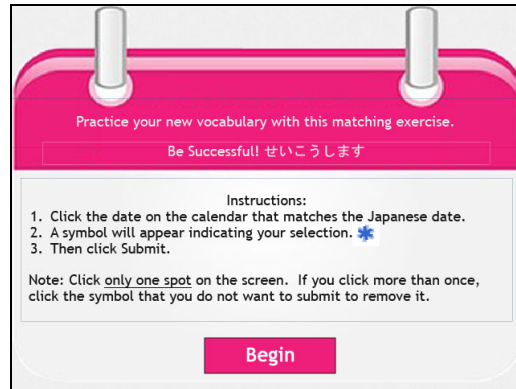 Practice your new vocabulary with this matching exercise.
Be Successful! せいこうします
Instructions:
1. Click the date on the calendar that matches the Japanese date.
2. A symbol will appear indicating your selection.
3. Then click Submit.
Note: Click only one spot on the screen. If you click more than once,
click the symbol that you do not want to submit to remove it.
Begin